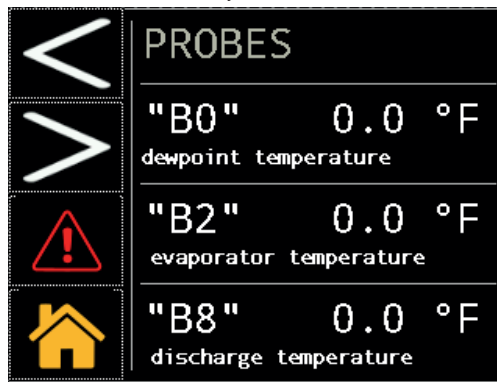 PROBES
"B0" 0.0 °F
dewpoint temperature
"B2" 0.0 °F
evaporator temperature
"B8" 0.0 °F
discharge temperature